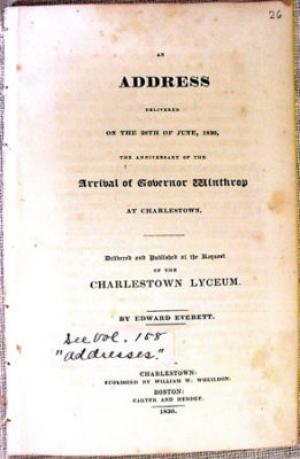 26
AN
ADDRESS
DELIVERED
ON THE 28TH OF JUNE, 1830,
THE ANNIVERSARY OF THE
Arrival of Governor Winthrop
AT CHARLESTOWN.
Delivered and Published at the Request
OF THE
CHARLESTOWN LYCEUM.
BY EDWARD EVERETT.
See vol. 158
"addresses."
CHARLESTOWN:
PUBLISHED BY WILLIAM W. WHEILDON.
BOSTON:
CARTER AND HENDEE.
1830.